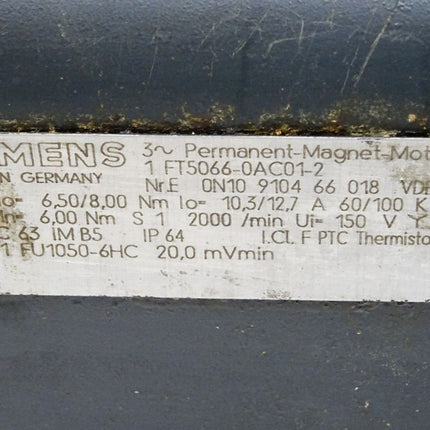 MENS 3~ Permanent-Magnet-Mot
1 FT5066-0AC01-2
N GERMANY Nr.E 0N10 9104 66 018 VD
o- 6,50/8,00 Nm Io= 10,3/12,7 A 60/100 K
n- 6,00 Nm S 1 2000 /min Ui= 150 V Y
C 63 IM B5 IP 64 I.CL F PTC Thermisto
1 FU1050-6HC 20,0 mVmin